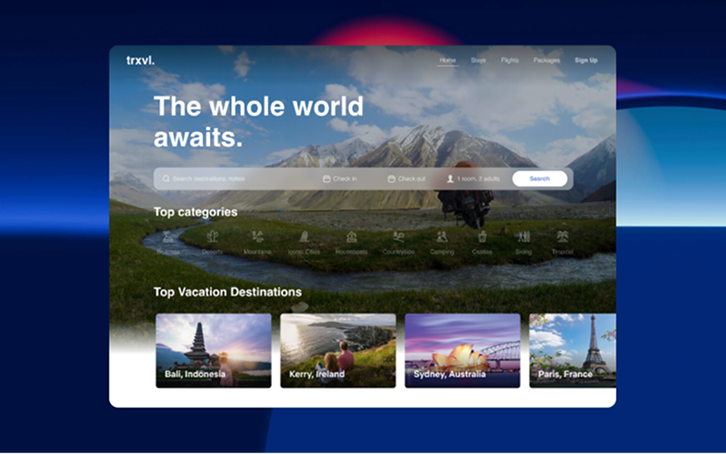 trxvl.
Home Stays Flights Packages Sign Up
The whole world
awaits.
Search destinations, hotels Check in Check out 1 room, 2 adults Search
Top categories
Deserts Mountains Iconic Cities Houseboats Countryside Camping Castles Skiing Tropical
Top Vacation Destinations
Bali, Indonesia Kerry, Ireland Sydney, Australia Paris, France